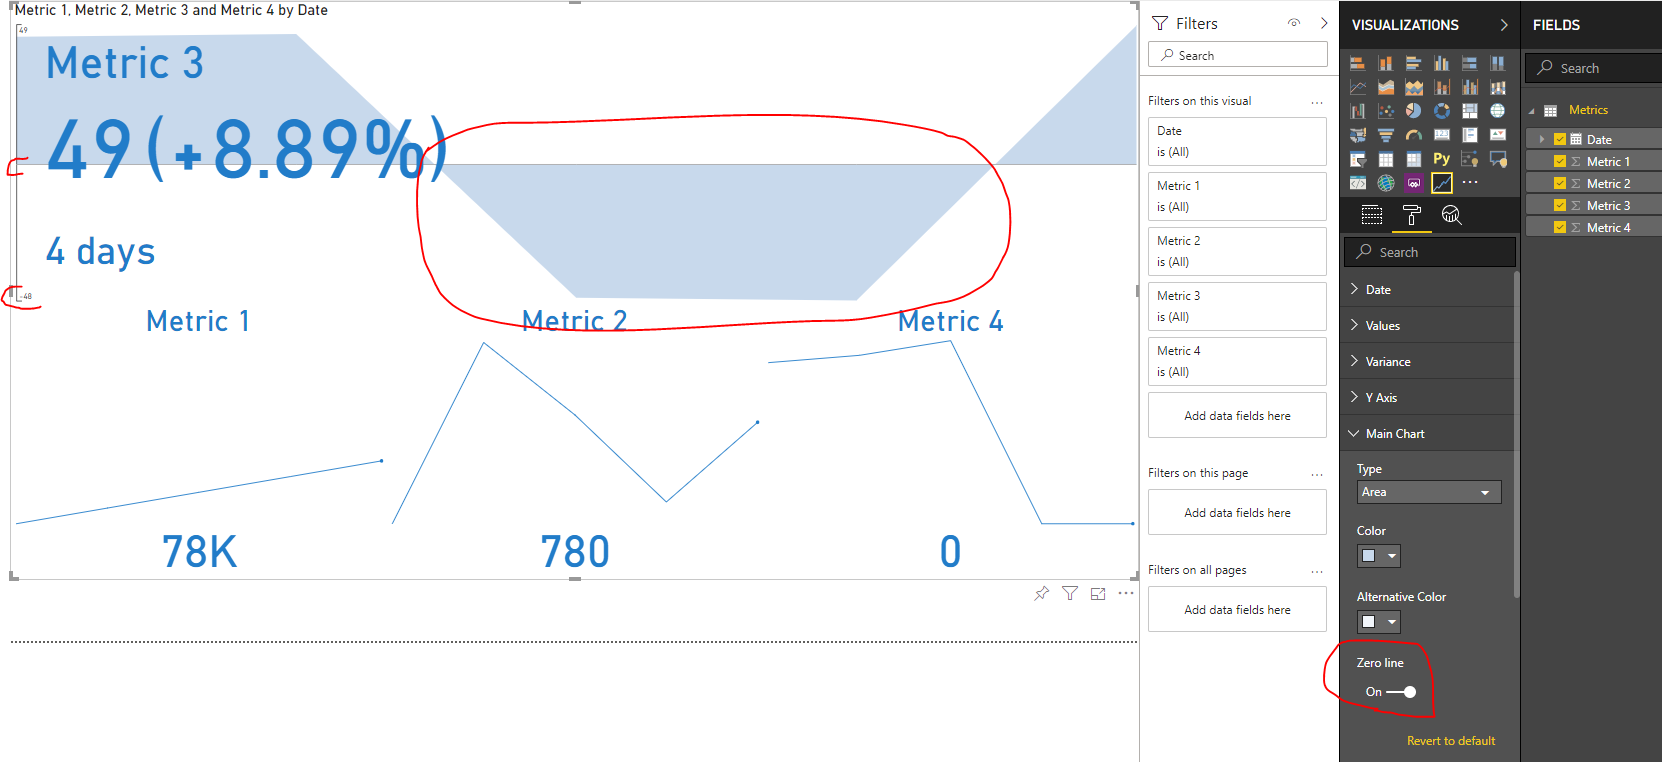 Metric 1, Metric 2, Metric 3 and Metric 4 by Date
49
Metric 3
49(+8.89%)
4 days
-48
Metric 1
Metric 2
Metric 4
78K
780
0
Filters
Search
Filters on this visual
...
Date
is (All)
Metric 1
is (All)
Metric 2
is (All)
Metric 3
is (All)
Metric 4
is (All)
Add data fields here
Filters on this page
...
Add data fields here
Filters on all pages
...
Add data fields here
VISUALIZATIONS
Py
Search
Date
Values
Variance
Y Axis
Main Chart
Type
Area
Color
Alternative Color
Zero line
On
Revert to default
FIELDS
Search
Metrics
Date
Metric 1
Metric 2
Metric 3
Metric 4